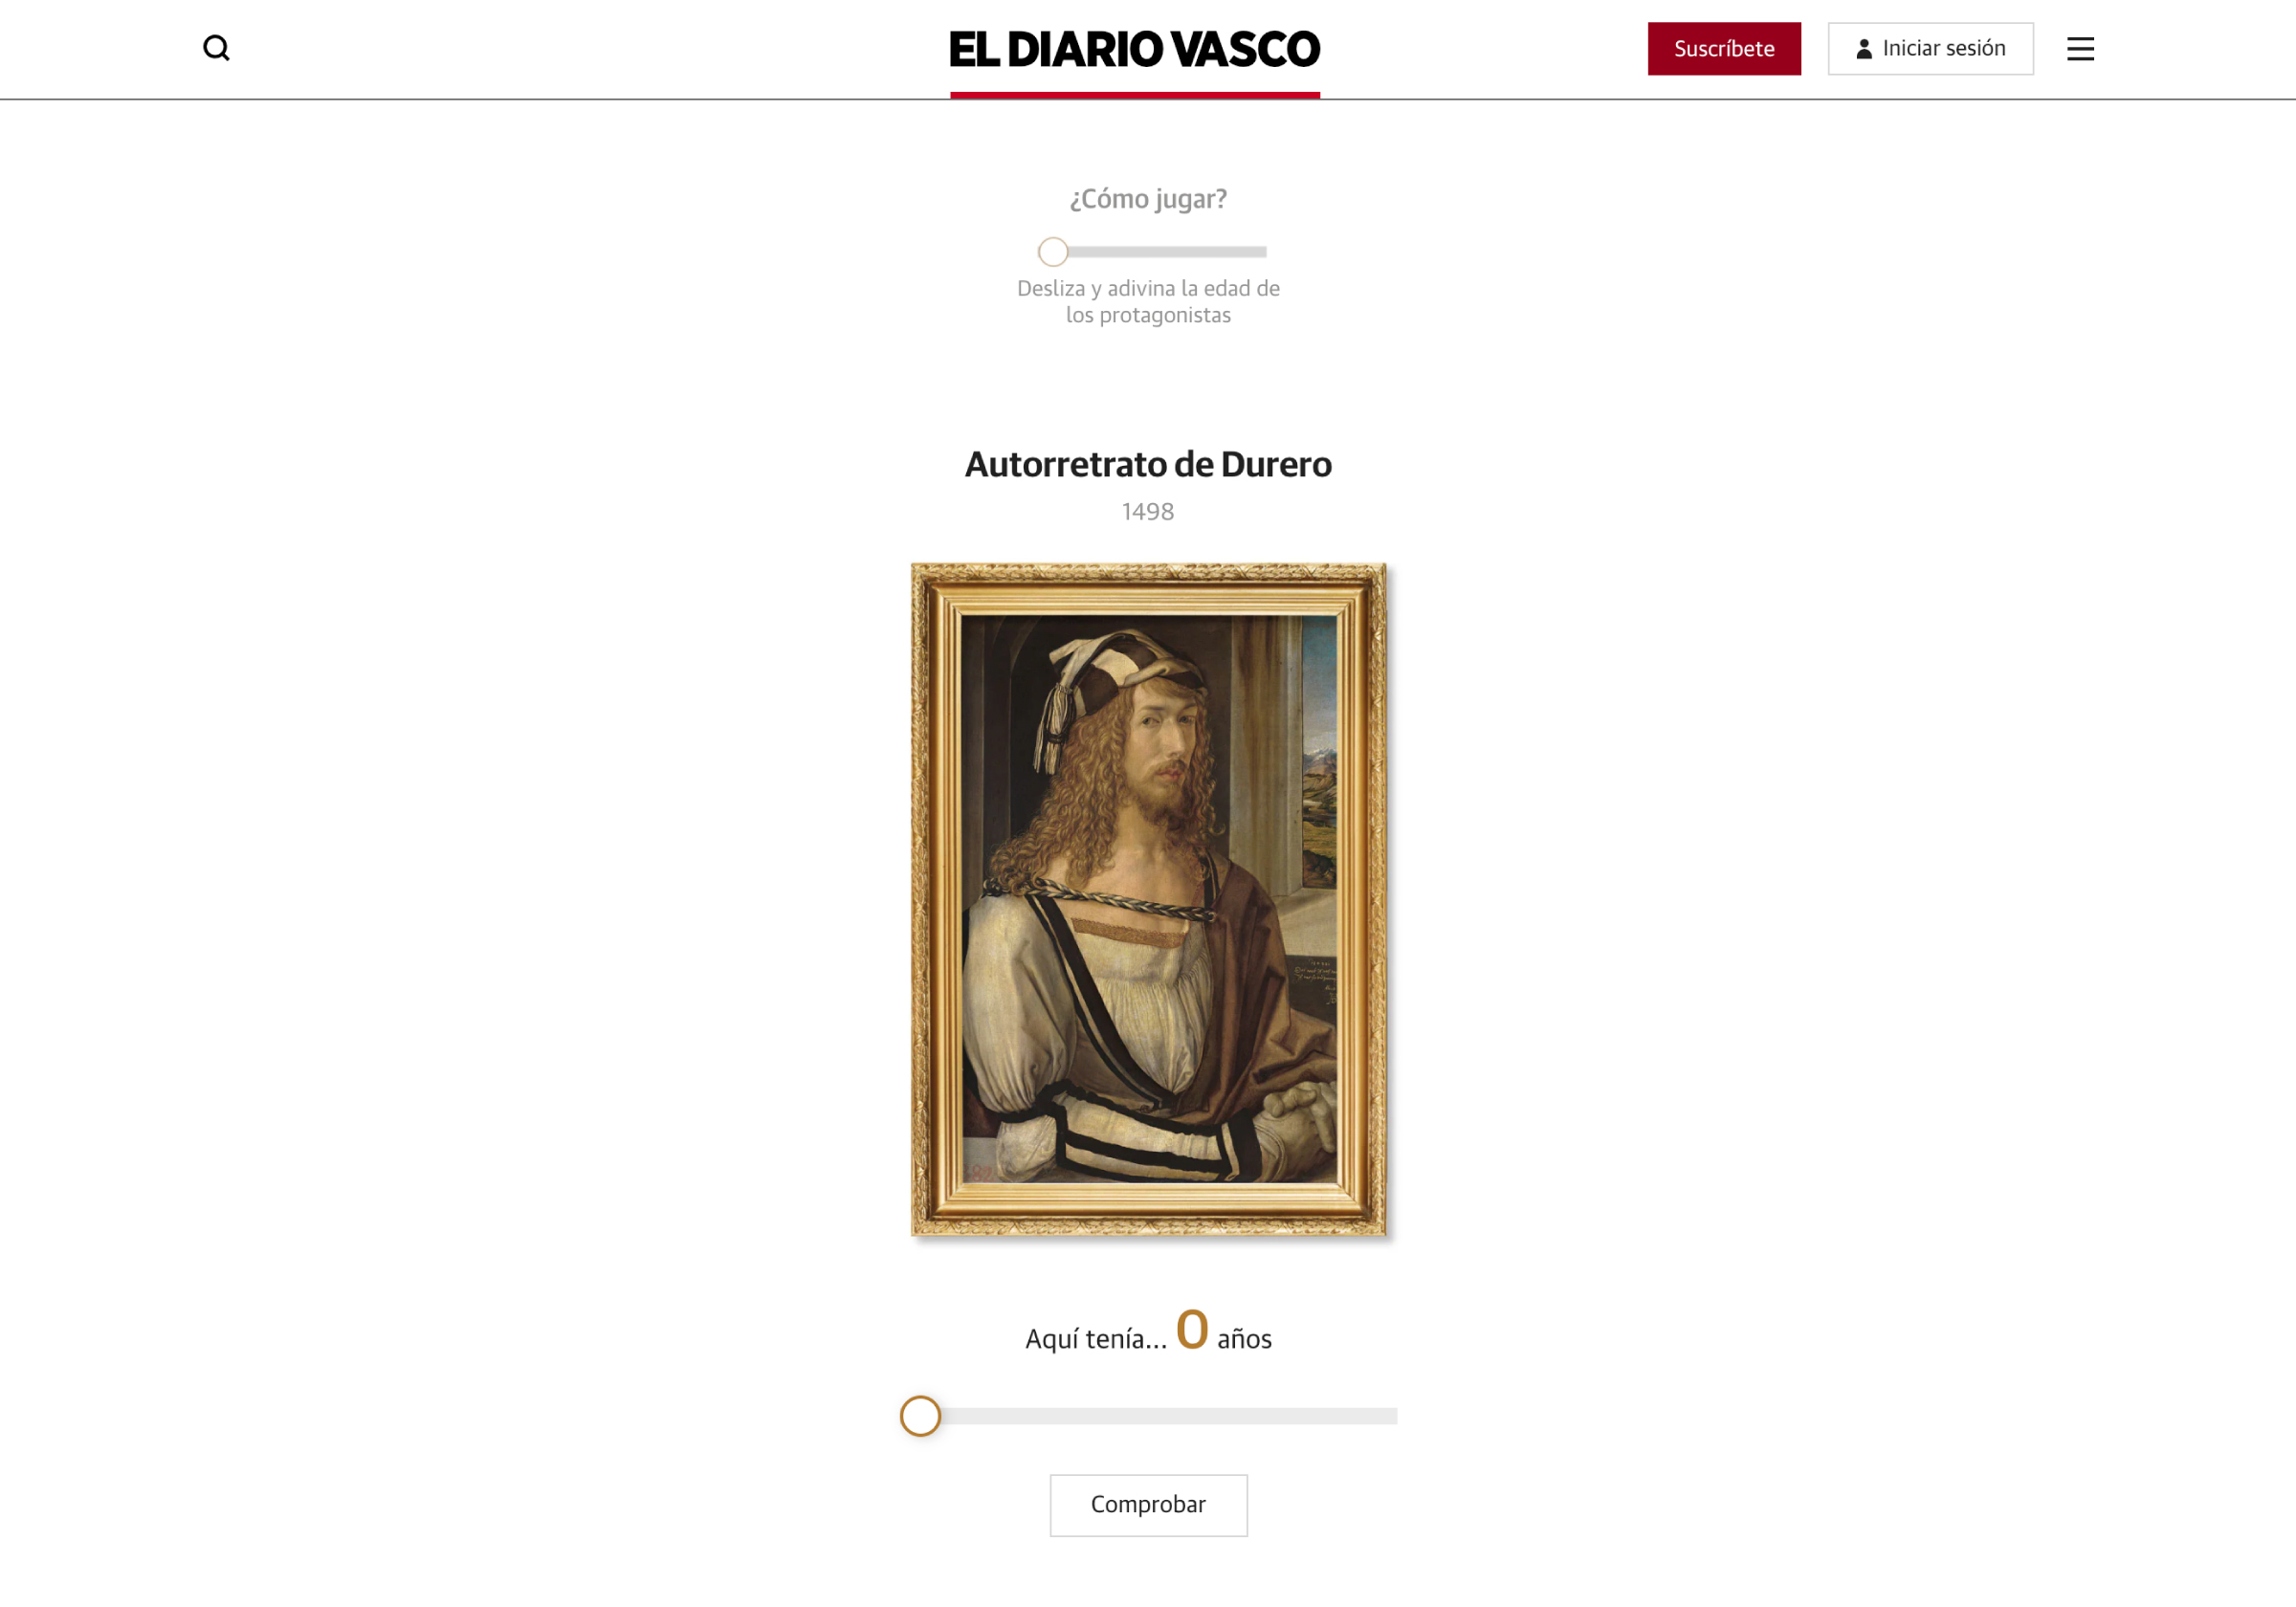 EL DIARIO VASCO
Suscríbete
Iniciar sesión
¿Cómo jugar?
Desliza y adivina la edad de
los protagonistas
Autorretrato de Durero
1498
Aquí tenía... 0 años
Comprobar